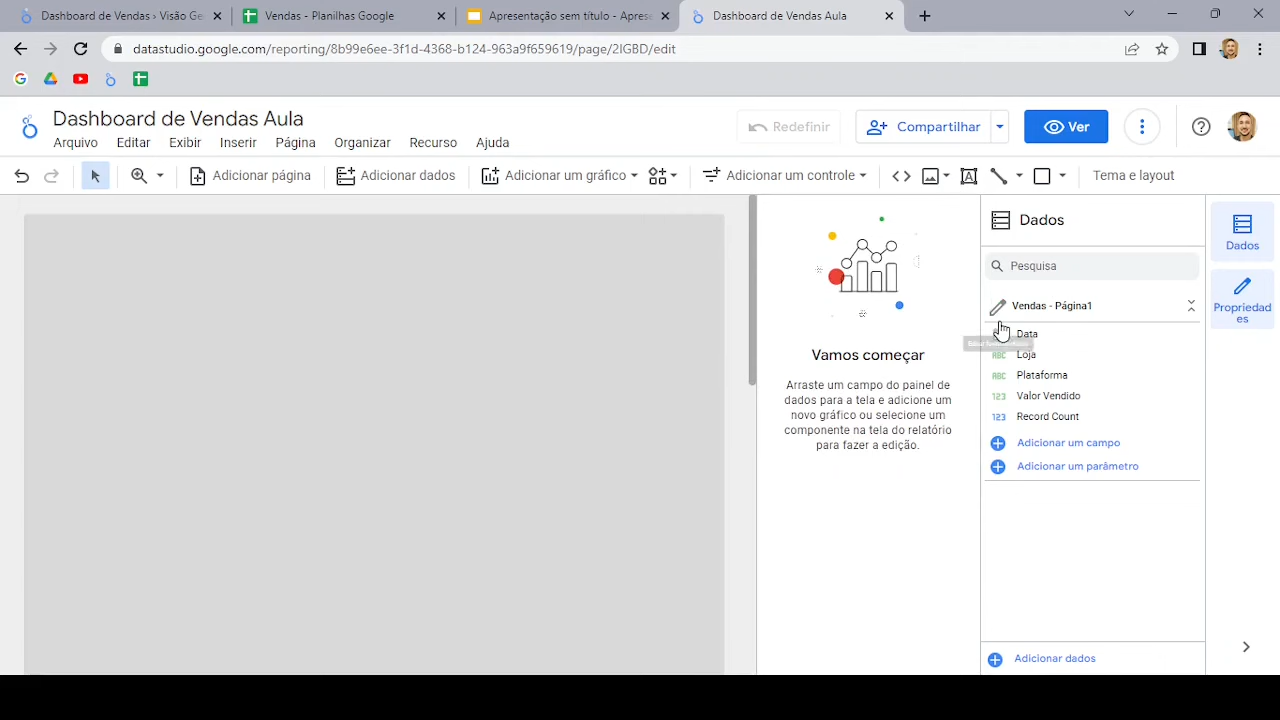 Dashboard de Vendas › Visão Ge
Vendas - Planilhas Google
Apresentação sem título - Aprese
Dashboard de Vendas Aula
datastudio.google.com/reporting/8b99e6ee-3f1d-4368-b124-963a9f659619/page/2IGBD/edit
Dashboard de Vendas Aula
Arquivo Editar Exibir Inserir Página Organizar Recurso Ajuda
Redefinir
Compartilhar
Ver
Adicionar página
Adicionar dados
Adicionar um gráfico
Adicionar um controle
Tema e layout
Vamos começar
Arraste um campo do painel de
dados para a tela e adicione um
novo gráfico ou selecione um
componente na tela do relatório
para fazer a edição.
Dados
Pesquisa
Vendas - Página1
Data
ABC Loja
ABC Plataforma
123 Valor Vendido
123 Record Count
Adicionar um campo
Adicionar um parâmetro
Adicionar dados
Dados
Propriedad
es